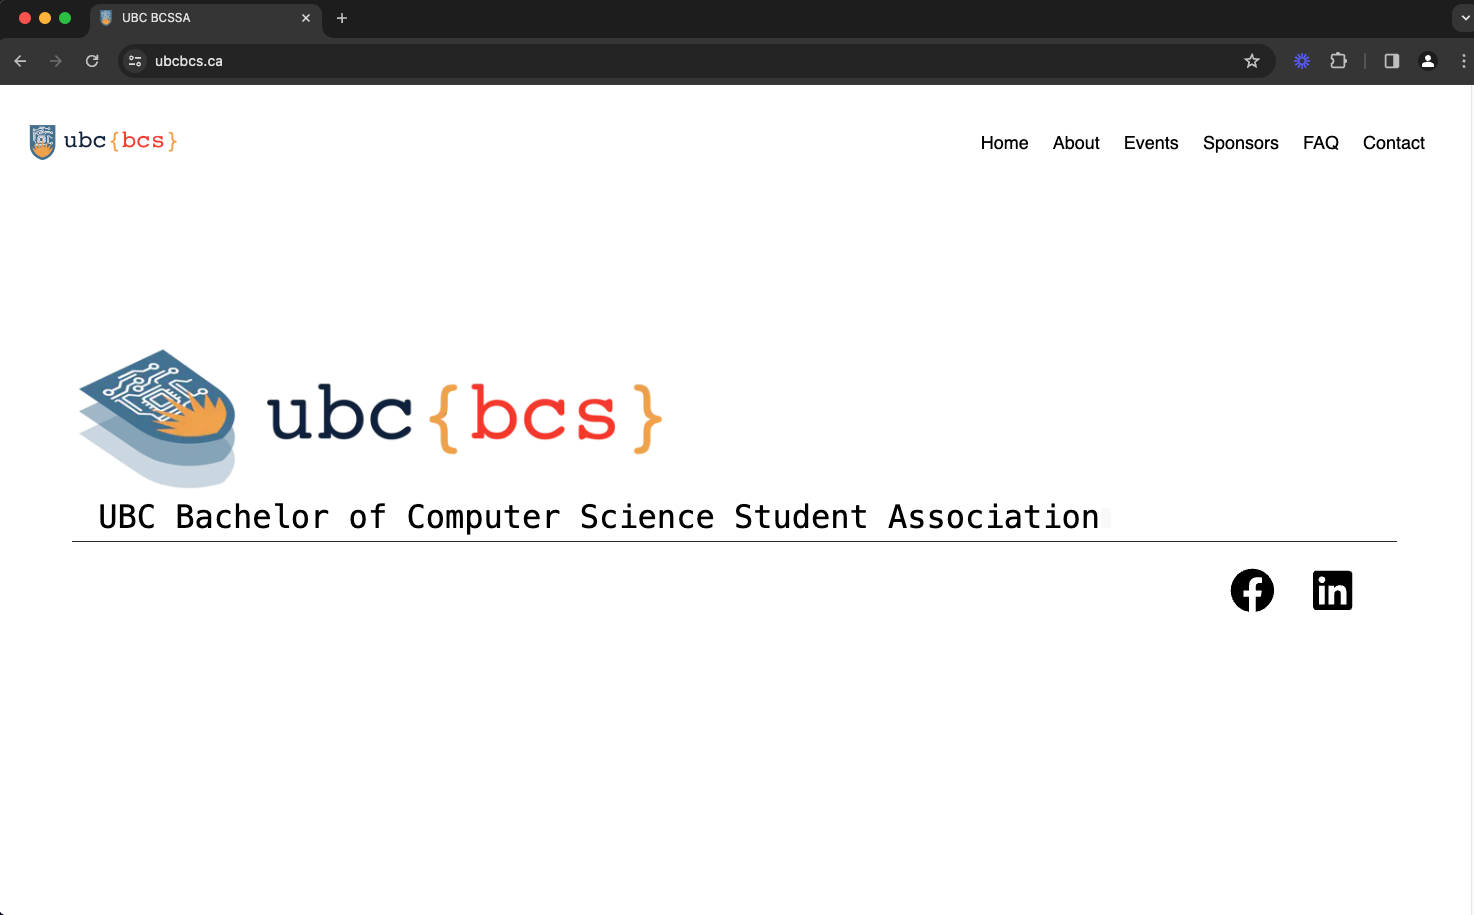 UBC BCSSA
ubcbcs.ca
ubc{bcs}
Home About Events Sponsors FAQ Contact
ubc{bcs}
UBC Bachelor of Computer Science Student Association
f in